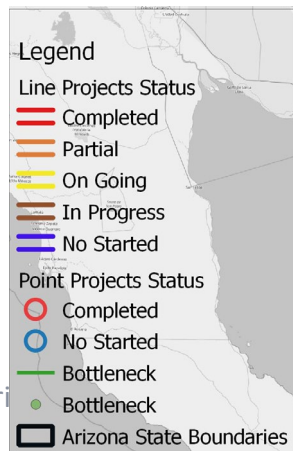 Legend
Line Projects Status
Completed
Partial
On Going
In Progress
No Started
Point Projects Status
Completed
No Started
Bottleneck
Bottleneck
Arizona State Boundaries